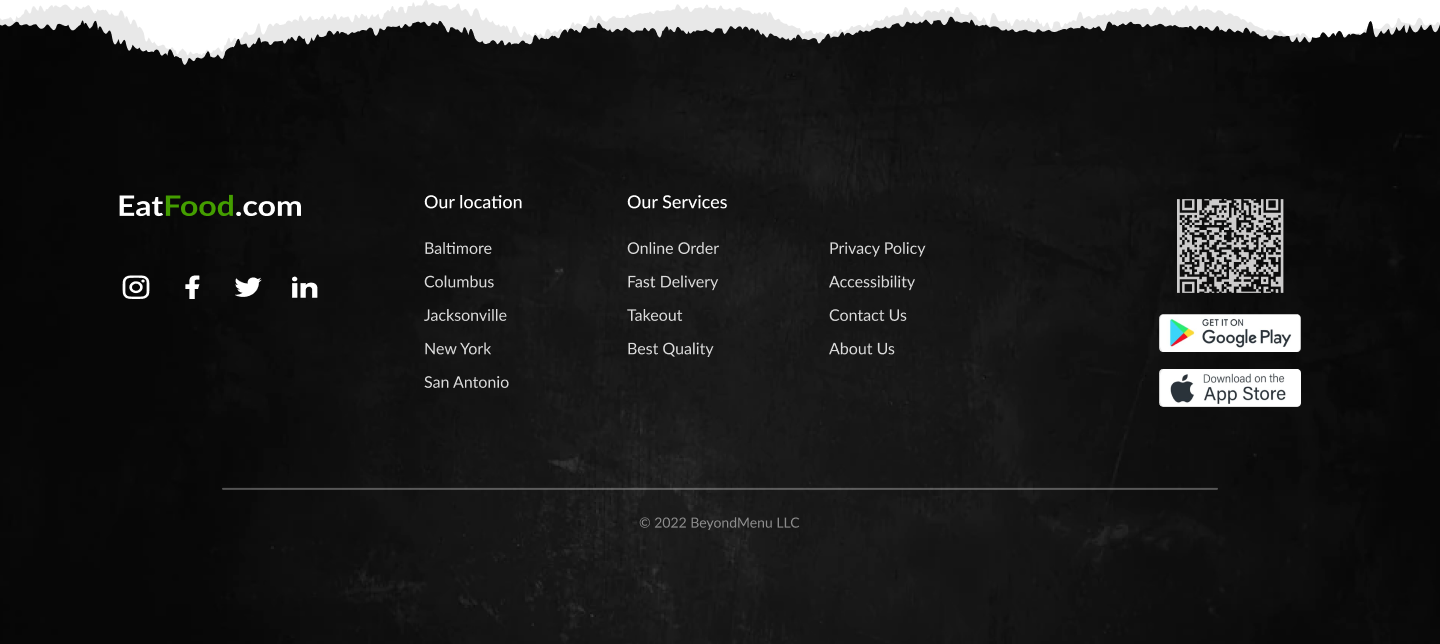 EatFood.com
Our location
Baltimore
Columbus
Jacksonville
New York
San Antonio
Our Services
Online Order
Fast Delivery
Takeout
Best Quality
Privacy Policy
Accessibility
Contact Us
About Us
GET IT ON
Google Play
Download on the
App Store
© 2022 BeyondMenu LLC